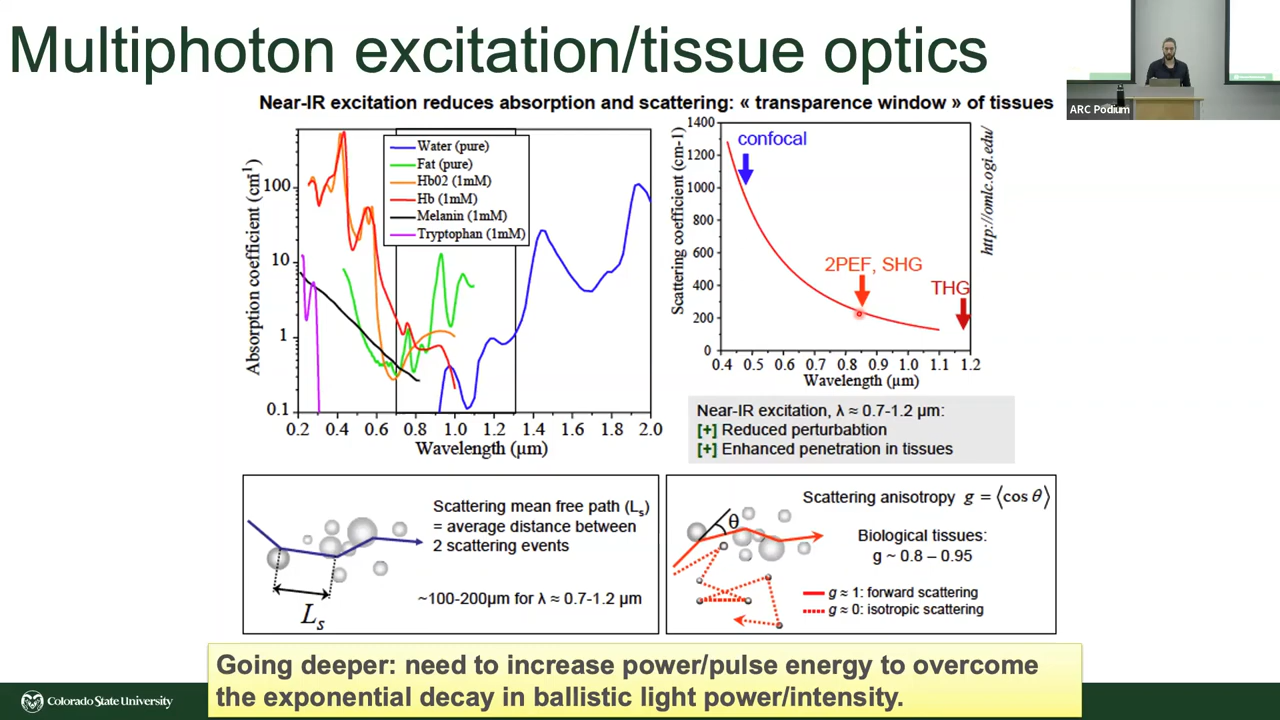 Multiphoton excitation/tissue optics
ARC Podium
Near-IR excitation reduces absorption and scattering: « transparence window » of tissues
Absorption coefficient (cm-1)
100
10
1
0.1
Water (pure)
Fat (pure)
Hb02 (1mM)
Hb (1mM)
Melanin (1mM)
Tryptophan (1mM)
0.2 0.4 0.6 0.8 1.0 1.2 1.4 1.6 1.8 2.0
Wavelength (µm)
Scattering coefficient (cm-1)
1400
1200
1000
800
600
400
200
0
confocal
2PEF, SHG
THG
0.4 0.5 0.6 0.7 0.8 0.9 1.0 1.1 1.2
Wavelength (µm)
http://omlc.ogi.edu/
Near-IR excitation, λ ≈ 0.7-1.2 µm:
[+] Reduced perturbabtion
[+] Enhanced penetration in tissues
Scattering mean free path (Ls)
= average distance between
2 scattering events
~100-200µm for λ ≈ 0.7-1.2 µm
Ls
Scattering anisotropy g = ⟨cos θ⟩
θ
Biological tissues:
g ~ 0.8 – 0.95
g ≈ 1: forward scattering
g ≈ 0: isotropic scattering
Going deeper: need to increase power/pulse energy to overcome
the exponential decay in ballistic light power/intensity.
Colorado State University